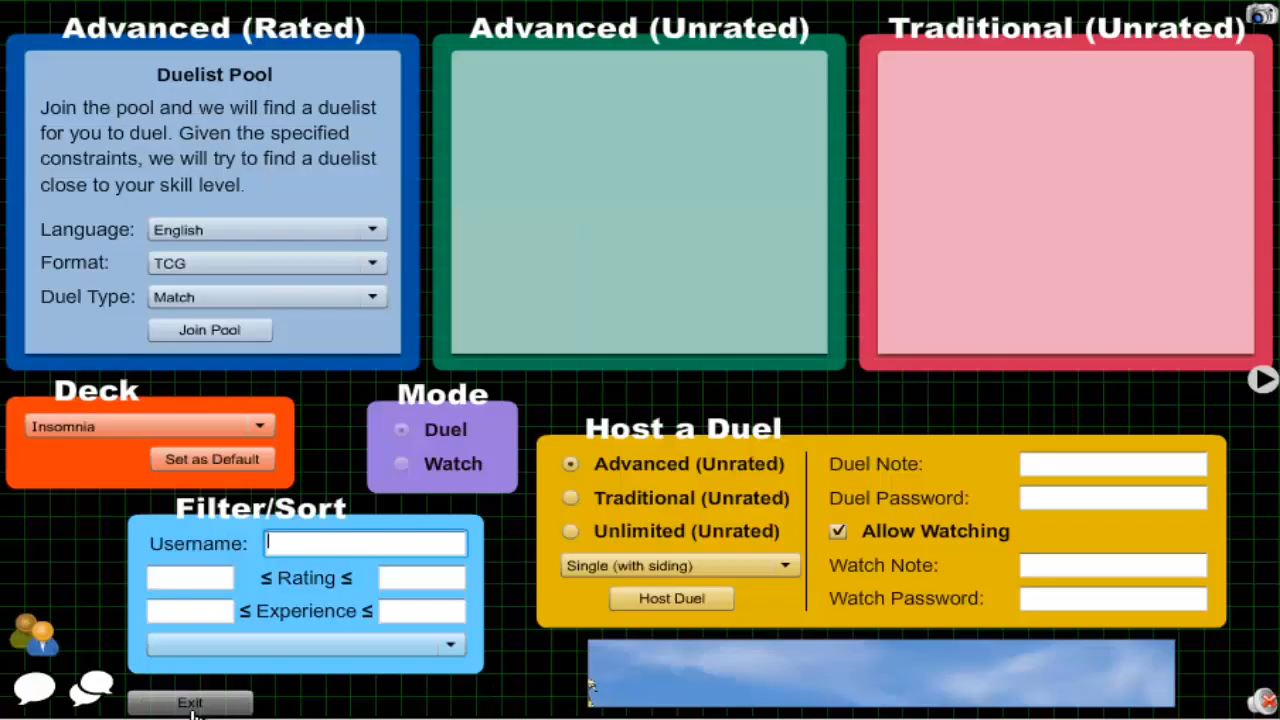 Advanced (Rated)
Duelist Pool
Join the pool and we will find a duelist
for you to duel. Given the specified
constraints, we will try to find a duelist
close to your skill level.
Language: English
Format: TCG
Duel Type: Match
Join Pool
Advanced (Unrated)
Traditional (Unrated)
Deck
Insomnia
Set as Default
Mode
Duel
Watch
Filter/Sort
Username:
≤ Rating ≤
≤ Experience ≤
Exit
Host a Duel
Advanced (Unrated)
Traditional (Unrated)
Unlimited (Unrated)
Single (with siding)
Host Duel
Duel Note:
Duel Password:
Allow Watching
Watch Note:
Watch Password: